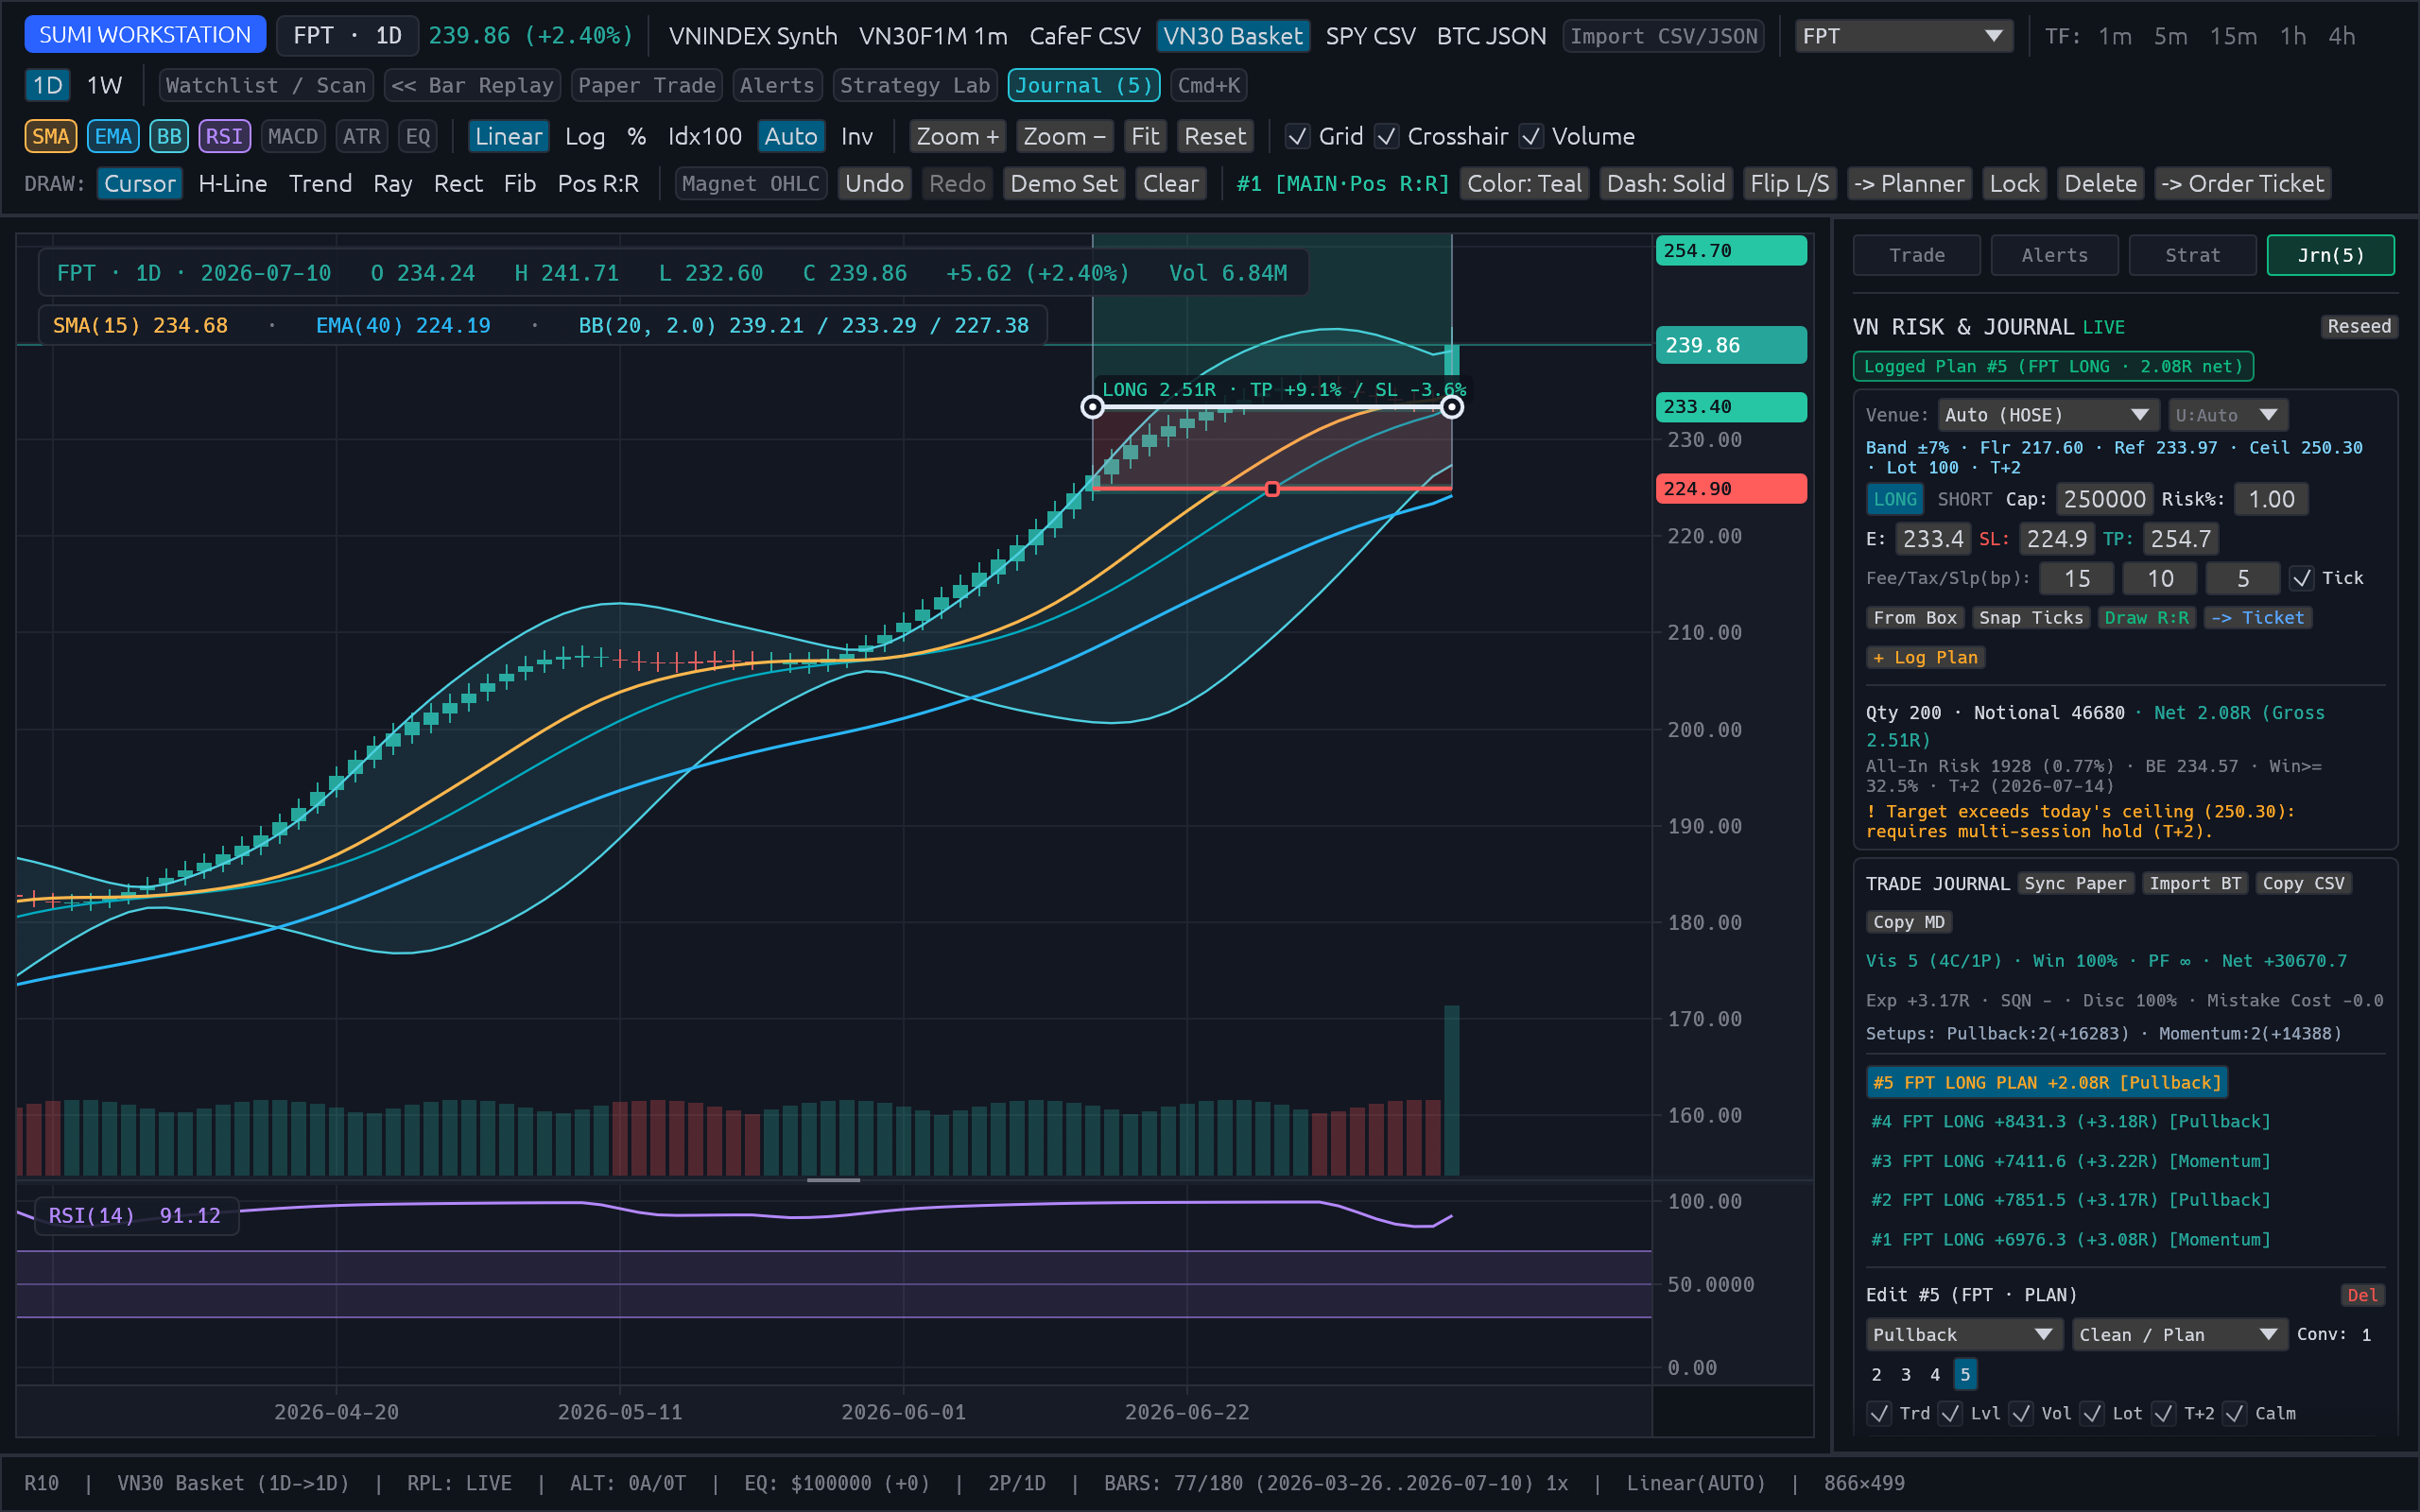 SUMI WORKSTATION FPT · 1D 239.86 (+2.40%) VNINDEX Synth VN30F1M 1m CafeF CSV VN30 Basket SPY CSV BTC JSON Import CSV/JSON FPT TF: 1m 5m 15m 1h 4h
1D 1W Watchlist / Scan << Bar Replay Paper Trade Alerts Strategy Lab Journal (5) Cmd+K
SMA EMA BB RSI MACD ATR EQ Linear Log % Idx100 Auto Inv Zoom + Zoom − Fit Reset Grid Crosshair Volume
DRAW: Cursor H-Line Trend Ray Rect Fib Pos R:R Magnet OHLC Undo Redo Demo Set Clear #1 [MAIN·Pos R:R] Color: Teal Dash: Solid Flip L/S -> Planner Lock Delete -> Order Ticket
FPT · 1D · 2026-07-10 O 234.24 H 241.71 L 232.60 C 239.86 +5.62 (+2.40%) Vol 6.84M
SMA(15) 234.68 · EMA(40) 224.19 · BB(20, 2.0) 239.21 / 233.29 / 227.38
LONG 2.51R · TP +9.1% / SL -3.6%
254.70
239.86
233.40
230.00
224.90
220.00
210.00
200.00
190.00
180.00
170.00
160.00
RSI(14) 91.12
100.00
50.0000
0.00
2026-04-20 2026-05-11 2026-06-01 2026-06-22
Trade Alerts Strat Jrn(5)
VN RISK & JOURNAL LIVE Reseed
Logged Plan #5 (FPT LONG · 2.08R net)
Venue: Auto (HOSE) U:Auto
Band ±7% · Flr 217.60 · Ref 233.97 · Ceil 250.30
· Lot 100 · T+2
LONG SHORT Cap: 250000 Risk%: 1.00
E: 233.4 SL: 224.9 TP: 254.7
Fee/Tax/Slp(bp): 15 10 5 Tick
From Box Snap Ticks Draw R:R -> Ticket
+ Log Plan
Qty 200 · Notional 46680 · Net 2.08R (Gross
2.51R)
All-In Risk 1928 (0.77%) · BE 234.57 · Win>=
32.5% · T+2 (2026-07-14)
! Target exceeds today's ceiling (250.30):
requires multi-session hold (T+2).
TRADE JOURNAL Sync Paper Import BT Copy CSV
Copy MD
Vis 5 (4C/1P) · Win 100% · PF ∞ · Net +30670.7
Exp +3.17R · SQN - · Disc 100% · Mistake Cost -0.0
Setups: Pullback:2(+16283) · Momentum:2(+14388)
#5 FPT LONG PLAN +2.08R [Pullback]
#4 FPT LONG +8431.3 (+3.18R) [Pullback]
#3 FPT LONG +7411.6 (+3.22R) [Momentum]
#2 FPT LONG +7851.5 (+3.17R) [Pullback]
#1 FPT LONG +6976.3 (+3.08R) [Momentum]
Edit #5 (FPT · PLAN) Del
Pullback Clean / Plan Conv: 1
2 3 4 5
Trd Lvl Vol Lot T+2 Calm
R10 | VN30 Basket (1D->1D) | RPL: LIVE | ALT: 0A/0T | EQ: $100000 (+0) | 2P/1D | BARS: 77/180 (2026-03-26..2026-07-10) 1x | Linear(AUTO) | 866×499